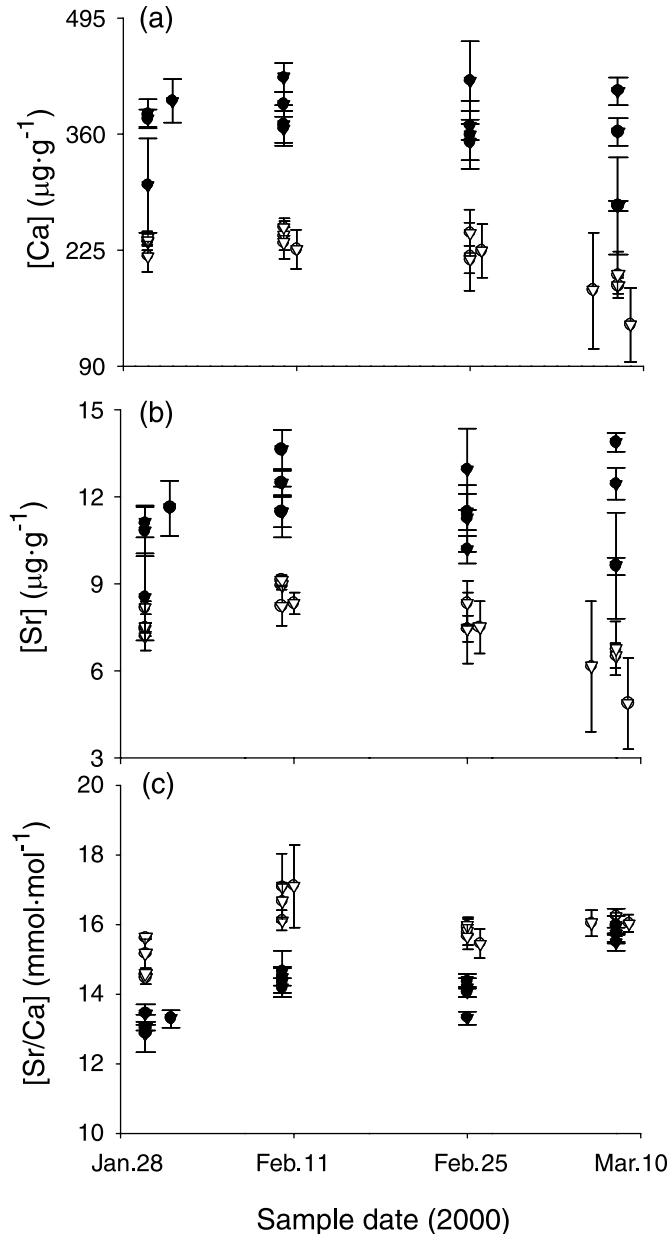 (a)
495
360
225
90
[Ca] (μg·g⁻¹)
(b)
15
12
9
6
3
[Sr] (μg·g⁻¹)
(c)
20
18
16
14
12
10
[Sr/Ca] (mmol·mol⁻¹)
Jan.28 Feb.11 Feb.25 Mar.10
Sample date (2000)